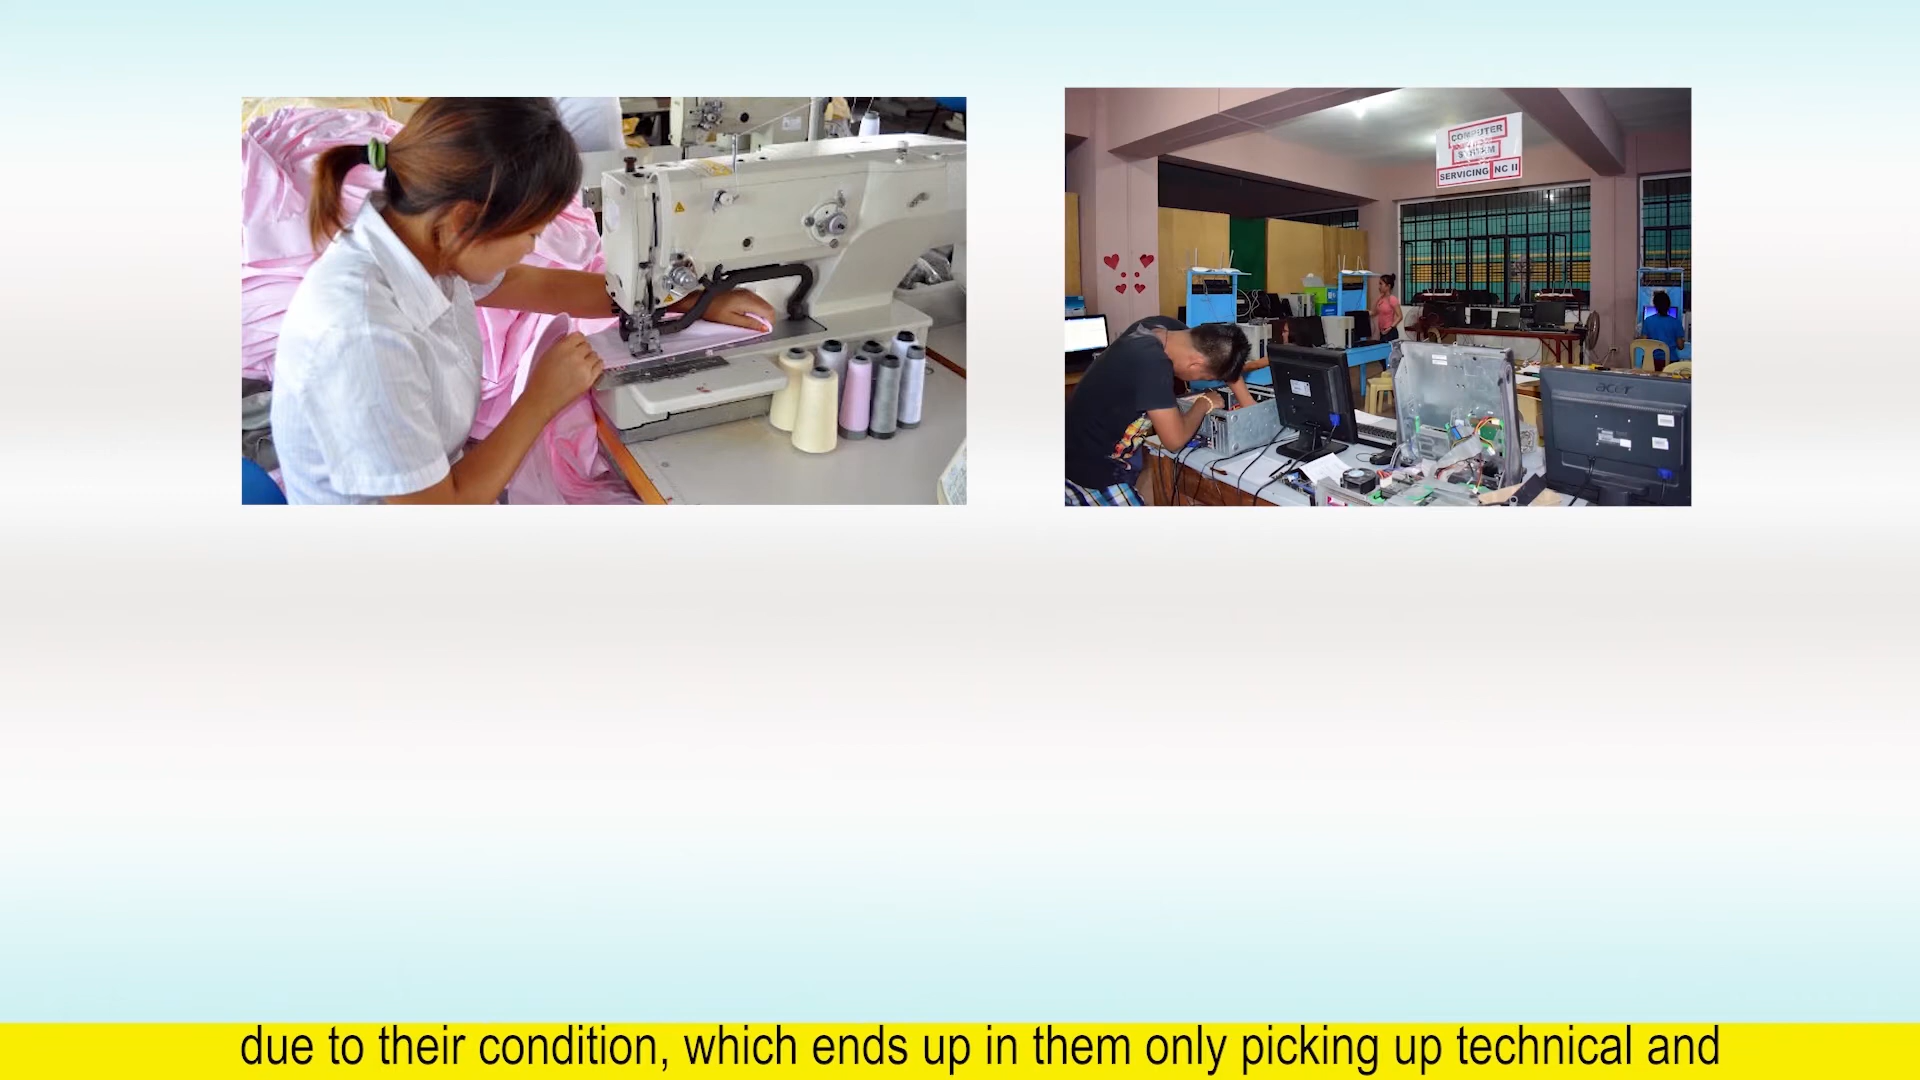 COMPUTER
SYSTEM
SERVICING NC II
acer
due to their condition, which ends up in them only picking up technical and